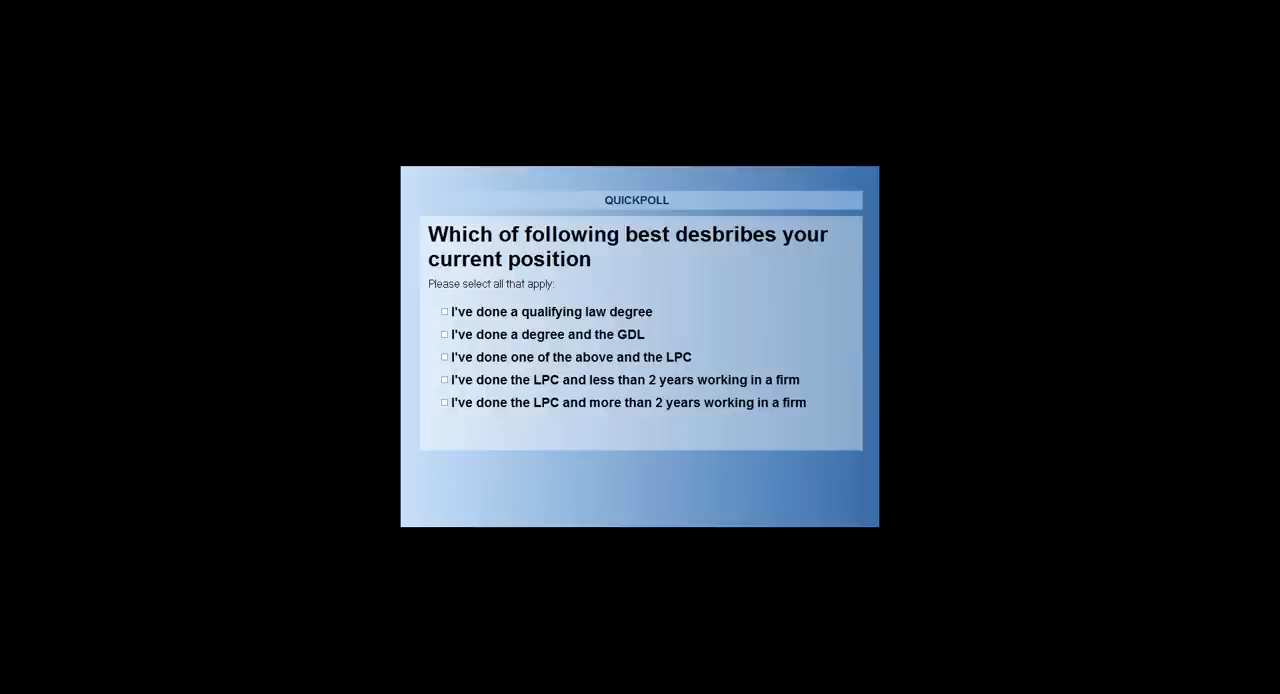 QUICKPOLL
Which of following best desbribes your
current position
Please select all that apply:
I've done a qualifying law degree
I've done a degree and the GDL
I've done one of the above and the LPC
I've done the LPC and less than 2 years working in a firm
I've done the LPC and more than 2 years working in a firm